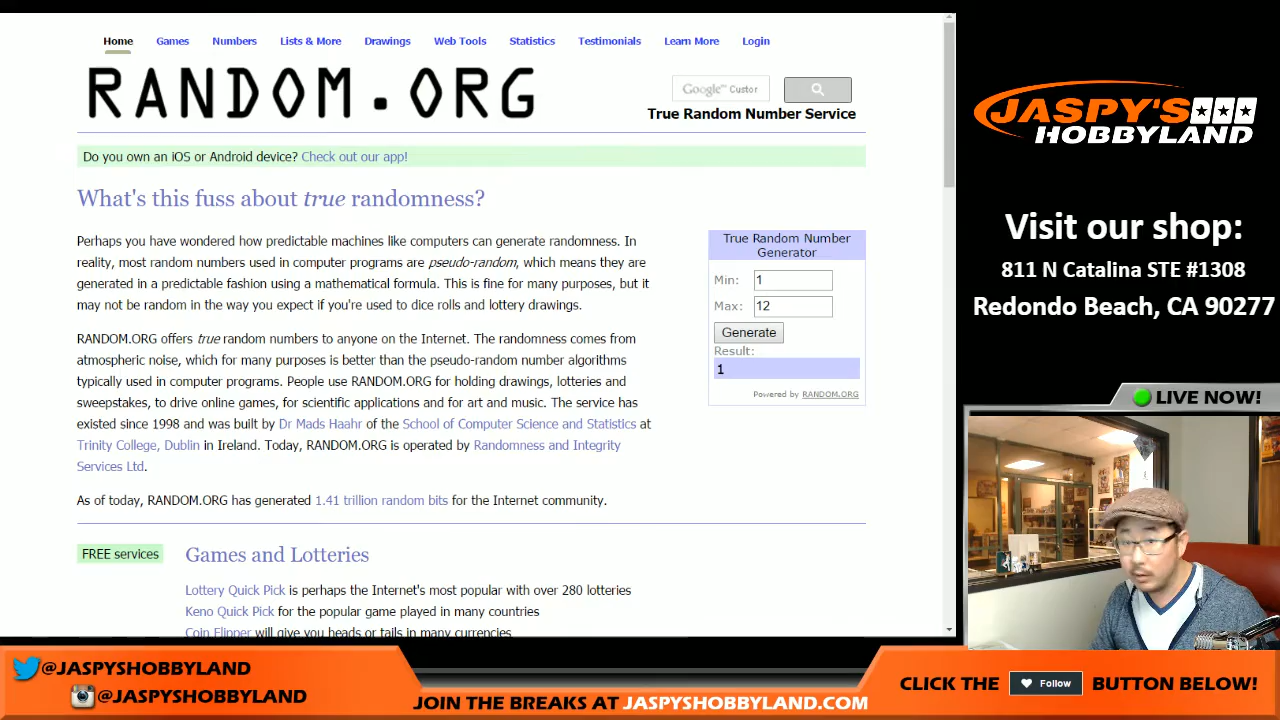 Home Games Numbers Lists & More Drawings Web Tools Statistics Testimonials Learn More Login
RANDOM.ORG
Google™ Custor
True Random Number Service
Do you own an iOS or Android device? Check out our app!
What's this fuss about true randomness?
Perhaps you have wondered how predictable machines like computers can generate randomness. In
reality, most random numbers used in computer programs are pseudo-random, which means they are
generated in a predictable fashion using a mathematical formula. This is fine for many purposes, but it
may not be random in the way you expect if you're used to dice rolls and lottery drawings.
RANDOM.ORG offers true random numbers to anyone on the Internet. The randomness comes from
atmospheric noise, which for many purposes is better than the pseudo-random number algorithms
typically used in computer programs. People use RANDOM.ORG for holding drawings, lotteries and
sweepstakes, to drive online games, for scientific applications and for art and music. The service has
existed since 1998 and was built by Dr Mads Haahr of the School of Computer Science and Statistics at
Trinity College, Dublin in Ireland. Today, RANDOM.ORG is operated by Randomness and Integrity
Services Ltd.
As of today, RANDOM.ORG has generated 1.41 trillion random bits for the Internet community.
True Random Number
Generator
Min: 1
Max: 12
Generate
Result:
1
Powered by RANDOM.ORG
FREE services
Games and Lotteries
Lottery Quick Pick is perhaps the Internet's most popular with over 280 lotteries
Keno Quick Pick for the popular game played in many countries
Coin Flipper will give you heads or tails in many currencies
JASPY'S
HOBBYLAND
Visit our shop:
811 N Catalina STE #1308
Redondo Beach, CA 90277
LIVE NOW!
@JASPYSHOBBYLAND
@JASPYSHOBBYLAND
JOIN THE BREAKS AT JASPYSHOBBYLAND.COM
CLICK THE Follow BUTTON BELOW!